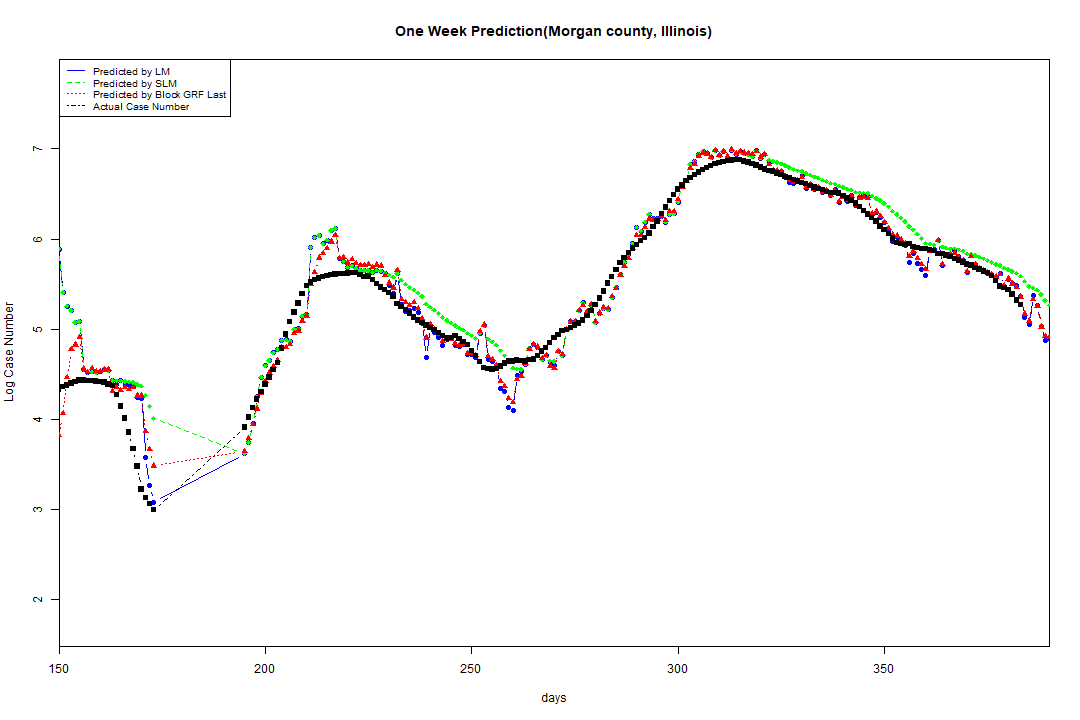 One Week Prediction(Morgan county, Illinois)
Predicted by LM
Predicted by SLM
Predicted by Block GRF Last
Actual Case Number
7
6
5
4
3
2
Log Case Number
150 200 250 300 350
days